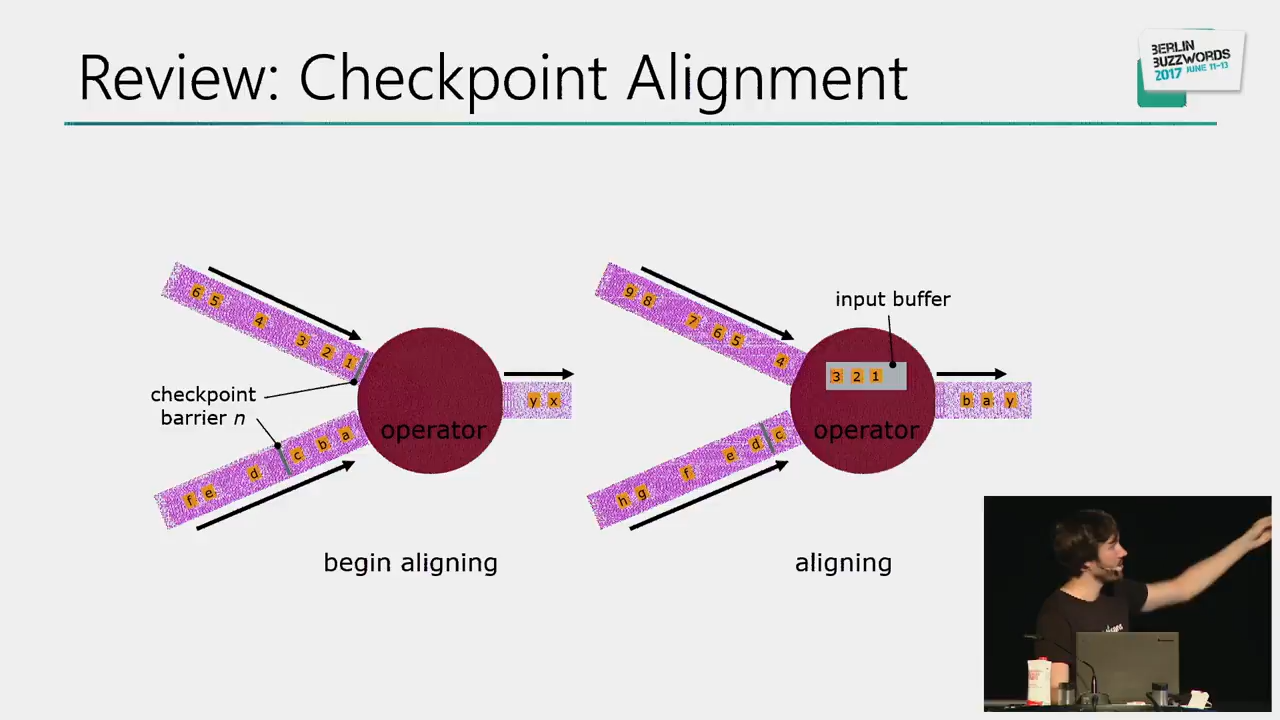 Review: Checkpoint Alignment
BERLIN
BUZZWORDS
2017 JUNE 11-13
6 5 4 3 2 1
checkpoint
barrier n
f e d c b a
operator
y x
begin aligning
9 8 7 6 5 4
input buffer
3 2 1
h g f e d c
operator
b a y
aligning